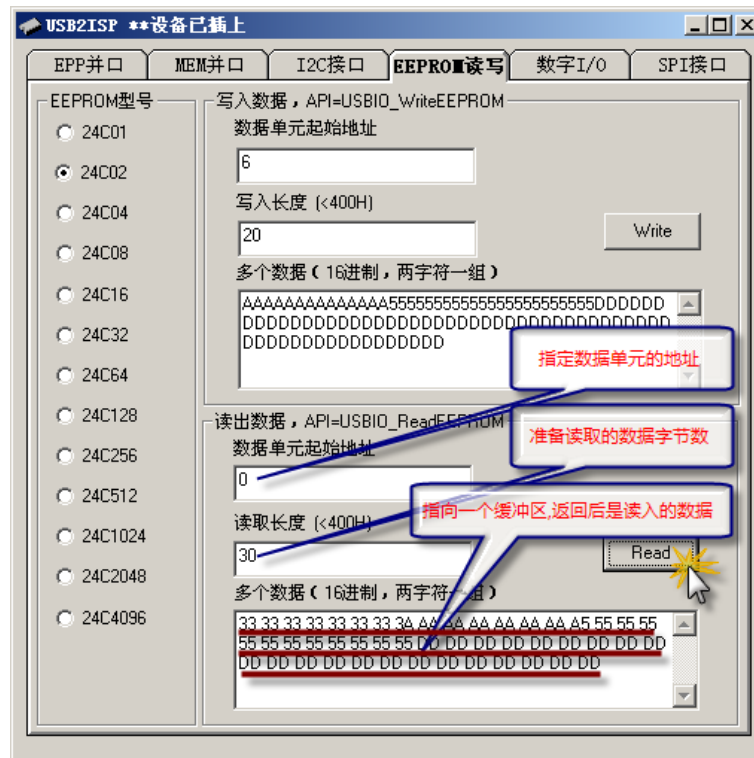 USB2ISP **设备已插上
EPP并口 MEM并口 I2C接口 EEPROM读写 数字I/O SPI接口
EEPROM型号
24C01
24C02
24C04
24C08
24C16
24C32
24C64
24C128
24C256
24C512
24C1024
24C2048
24C4096
写入数据，API=USBIO_WriteEEPROM
数据单元起始地址
6
写入长度 (<400H)
20
Write
多个数据（16进制，两字符一组）
指定数据单元的地址
读出数据，API=USBIO_ReadEEPROM
数据单元起始地址
0
准备读取的数据字节数
读取长度 (<400H)
30
指向一个缓冲区,返回后是读入的数据
Read
多个数据（16进制，两字符一组）
33 33 33 33 33 33 33 3A AA AA AA AA AA AA A5 55 55 55
55 55 55 55 55 55 55 55 DD DD DD DD DD DD DD DD DD DD
DD DD DD DD DD DD DD DD DD DD DD DD DD